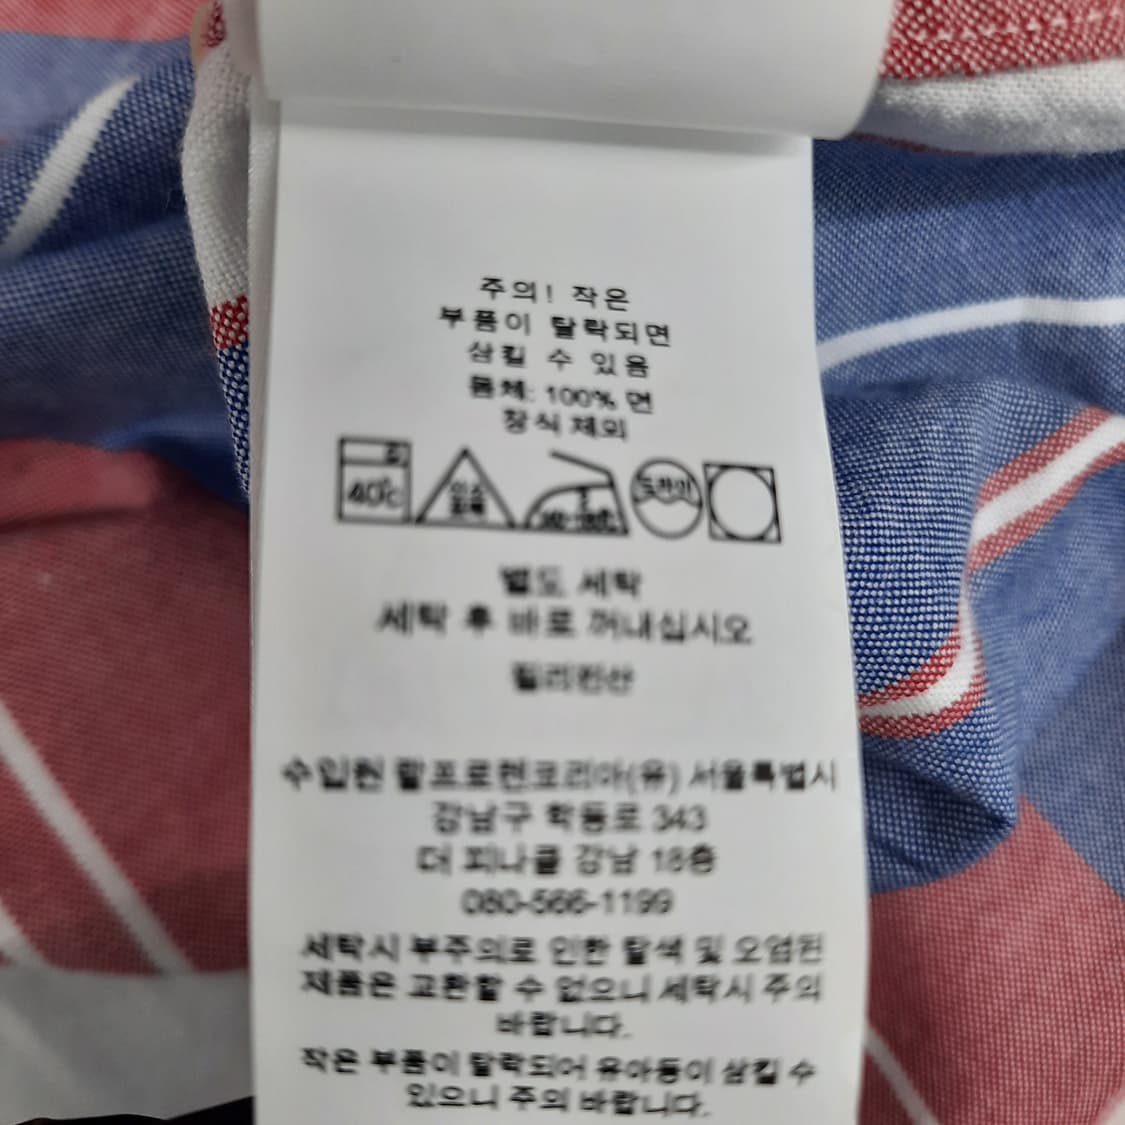 주의! 작은
부품이 탈락되면
삼킬 수 있음
몸체: 100% 면
장식 제외
40℃
드라이
별도 세탁
세탁 후 바로 꺼내십시오
필리핀산
수입원 랄프로렌코리아(유) 서울특별시
강남구 학동로 343
더 피나클 강남 18층
080-566-1199
세탁시 부주의로 인한 탈색 및 오염된
제품은 교환할 수 없으니 세탁시 주의
바랍니다.
작은 부품이 탈락되어 유아동이 삼킬 수
있으니 주의 바랍니다.